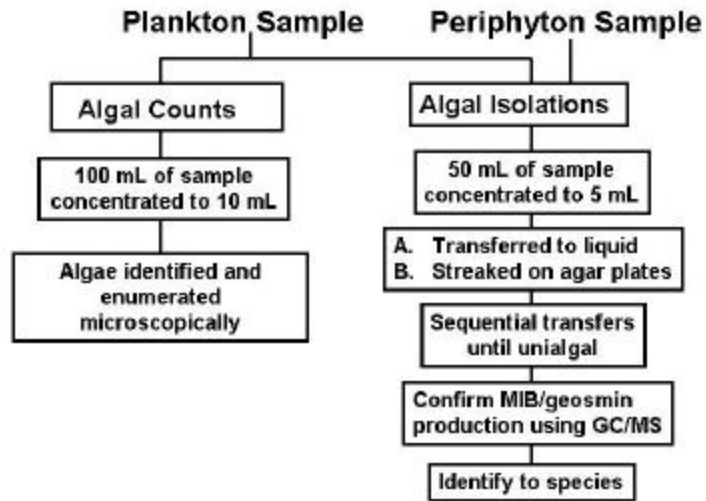 Plankton Sample
Periphyton Sample
Algal Counts
100 mL of sample
concentrated to 10 mL
Algae identified and
enumerated
microscopically
Algal Isolations
50 mL of sample
concentrated to 5 mL
A. Transferred to liquid
B. Streaked on agar plates
Sequential transfers
until unialgal
Confirm MIB/geosmin
production using GC/MS
Identify to species